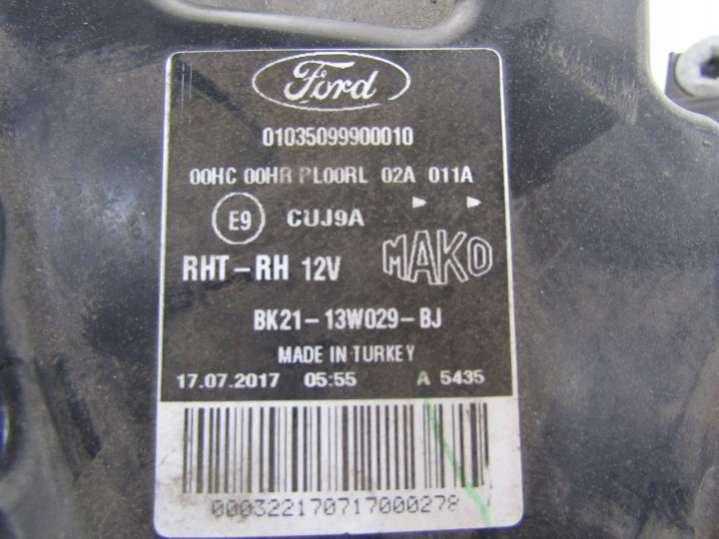 Ford
01035099900010
00HC 00HR PL00RL 02A 011A
E9 CUJ9A
RHT-RH 12V MAKO
BK21-13W029-BJ
MADE IN TURKEY
17.07.2017 05:55 A 5435
000322170717000278